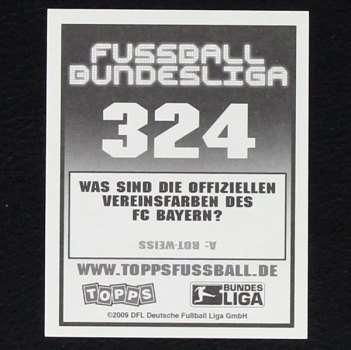 FUSSBALL
BUNDESLIGA
324
WAS SIND DIE OFFIZIELLEN
VEREINSFARBEN DES
FC BAYERN?
A: ROT-WEISS
WWW.TOPPSFUSSBALL.DE
TOPPS
BUNDES
LIGA
©2009 DFL Deutsche Fußball Liga GmbH